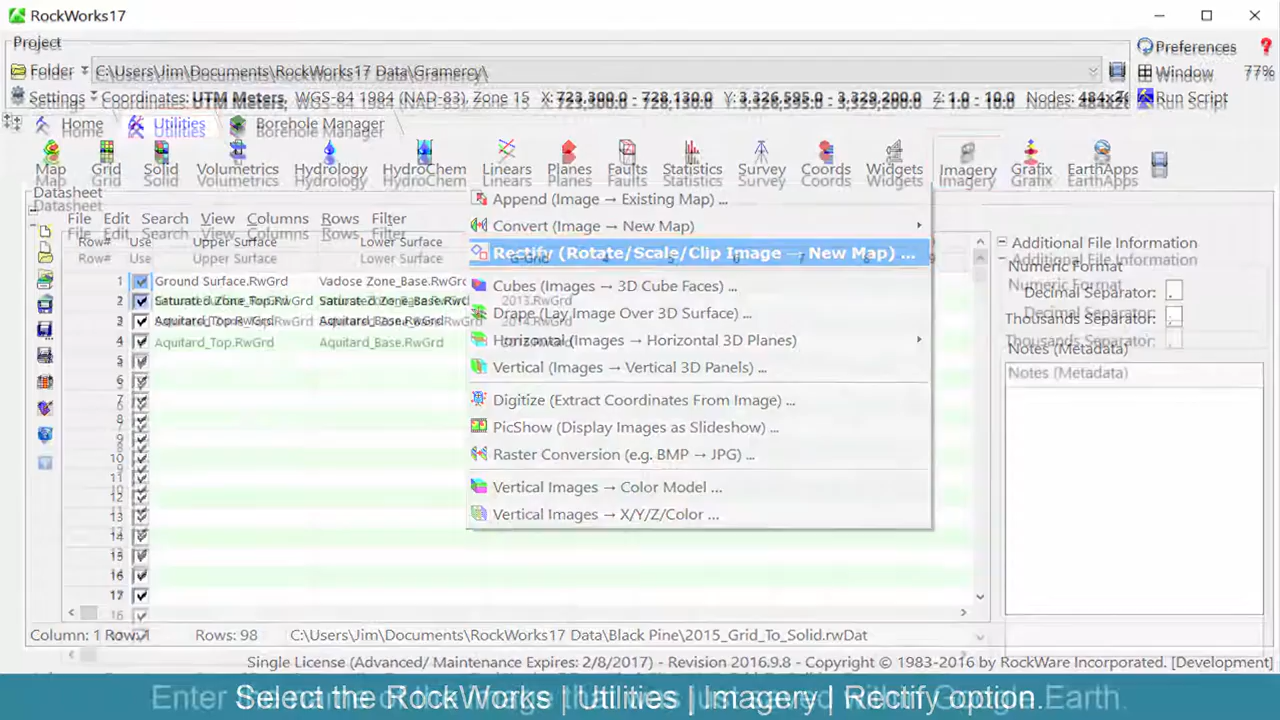 RockWorks17
Project
Preferences
Folder C:\Users\Jim\Documents\RockWorks17 Data\Gramercy\
Window 77%
Settings Coordinates: UTM Meters, WGS-84 1984 (NAD-83), Zone 15 X: 723,300.0 - 728,130.0 Y: 3,326,595.0 - 3,329,200.0 Z: 1.0 - 10.0 Nodes:
Run Script
Home Utilities Borehole Manager
Map Grid Solid Volumetrics Hydrology HydroChem Linears Planes Faults Statistics Survey Coords Widgets Imagery Grafix EarthApps
Datasheet
File Edit Search View Columns Rows Filter
Row# Use Upper Surface Lower Surface
1 Ground Surface.RwGrd Vadose Zone_Base.RwGrd
2 Saturated Zone_Top.RwGrd Saturated Zone_Base.RwGrd 2013.RwGrd
3 Aquitard_Top.RwGrd Aquitard_Base.RwGrd 2014.RwGrd
4 Aquitard_Top.RwGrd Aquitard_Base.RwGrd
5
6
7
8
9
10
11
12
13
14
15
16
17
Append (Image → Existing Map) ...
Convert (Image → New Map)
Rectify (Rotate/Scale/Clip Image → New Map) ...
Cubes (Images → 3D Cube Faces) ...
Drape (Lay Image Over 3D Surface) ...
Horizontal (Images → Horizontal 3D Planes)
Vertical (Images → Vertical 3D Panels) ...
Digitize (Extract Coordinates From Image) ...
PicShow (Display Images as Slideshow) ...
Raster Conversion (e.g. BMP → JPG) ...
Vertical Images → Color Model ...
Vertical Images → X/Y/Z/Color ...
Additional File Information
Numeric Format
Decimal Separator: .
Thousands Separator: ,
Notes (Metadata)
Column: 1 Row: 1 Rows: 98 C:\Users\Jim\Documents\RockWorks17 Data\Black Pine\2015_Grid_To_Solid.rwDat
Single License (Advanced/ Maintenance Expires: 2/8/2017) - Revision 2016.9.8 - Copyright © 1983-2016 by RockWare Incorporated. [Development]
Select the RockWorks | Utilities | Imagery | Rectify option.